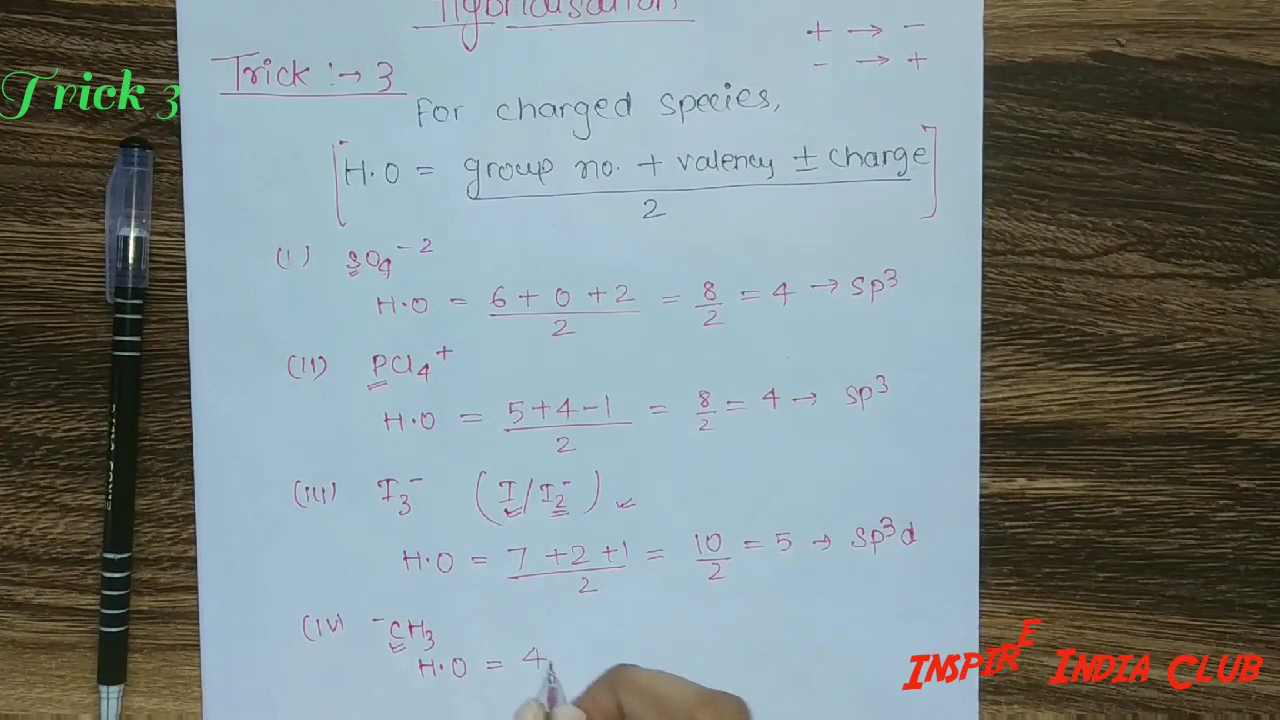 Hybridisation
+ → -
- → +
Trick :→ 3
Trick 3
For charged species,
[H.O = group no. + valency ± charge / 2]
(i) SO₄⁻²
H.O = 6 + 0 + 2 / 2 = 8/2 = 4 → sp³
(ii) PCl₄⁺
H.O = 5+4-1 / 2 = 8/2 = 4 → sp³
(iii) I₃⁻ (I/I₂⁻)
H.O = 7+2+1 / 2 = 10/2 = 5 → sp³d
(iv) ⁻CH₃
H.O = 4
INSPIRE INDIA CLUB